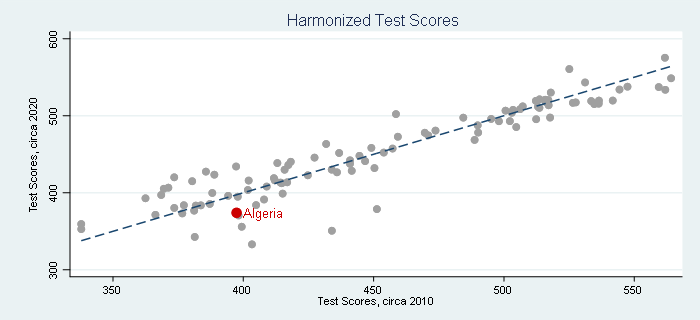 Harmonized Test Scores
600
500
400
300
Test Scores, circa 2020
Algeria
350
400
450
500
550
Test Scores, circa 2010